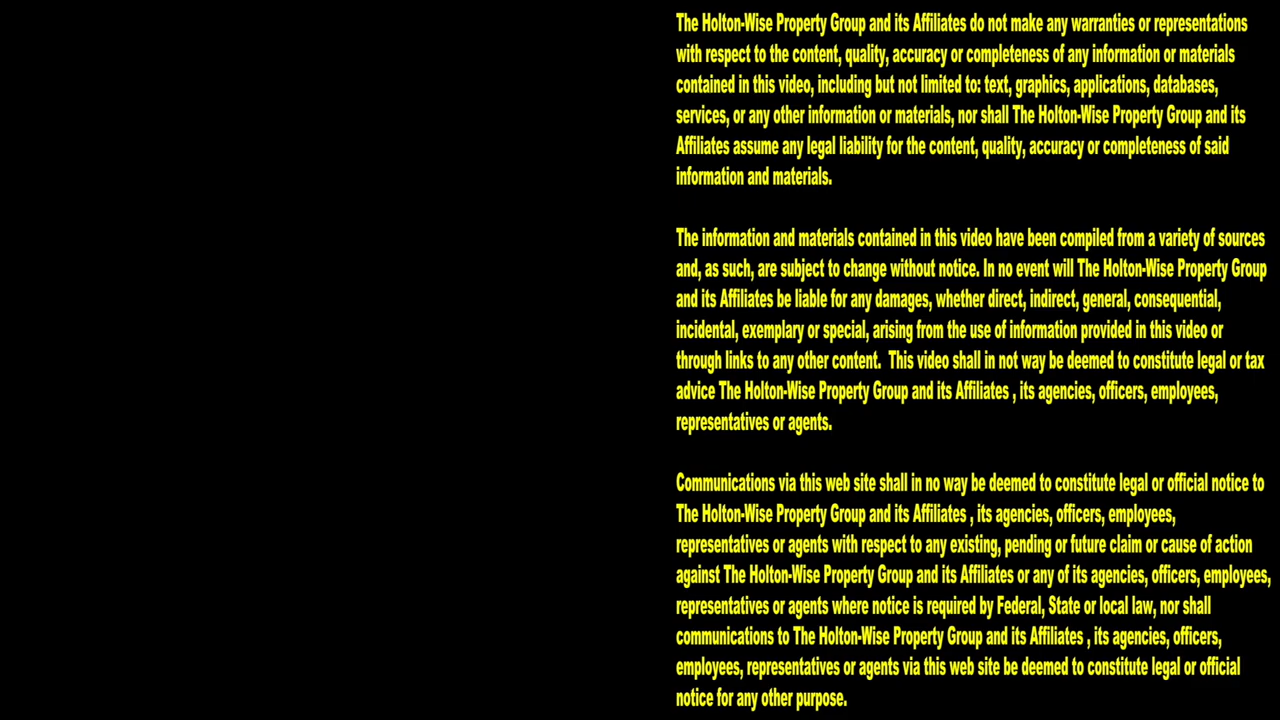 The Holton-Wise Property Group and its Affiliates do not make any warranties or representations
with respect to the content, quality, accuracy or completeness of any information or materials
contained in this video, including but not limited to: text, graphics, applications, databases,
services, or any other information or materials, nor shall The Holton-Wise Property Group and its
Affiliates assume any legal liability for the content, quality, accuracy or completeness of said
information and materials.
The information and materials contained in this video have been compiled from a variety of sources
and, as such, are subject to change without notice. In no event will The Holton-Wise Property Group
and its Affiliates be liable for any damages, whether direct, indirect, general, consequential,
incidental, exemplary or special, arising from the use of information provided in this video or
through links to any other content.  This video shall in not way be deemed to constitute legal or tax
advice The Holton-Wise Property Group and its Affiliates , its agencies, officers, employees,
representatives or agents.
Communications via this web site shall in no way be deemed to constitute legal or official notice to
The Holton-Wise Property Group and its Affiliates , its agencies, officers, employees,
representatives or agents with respect to any existing, pending or future claim or cause of action
against The Holton-Wise Property Group and its Affiliates or any of its agencies, officers, employees,
representatives or agents where notice is required by Federal, State or local law, nor shall
communications to The Holton-Wise Property Group and its Affiliates , its agencies, officers,
employees, representatives or agents via this web site be deemed to constitute legal or official
notice for any other purpose.